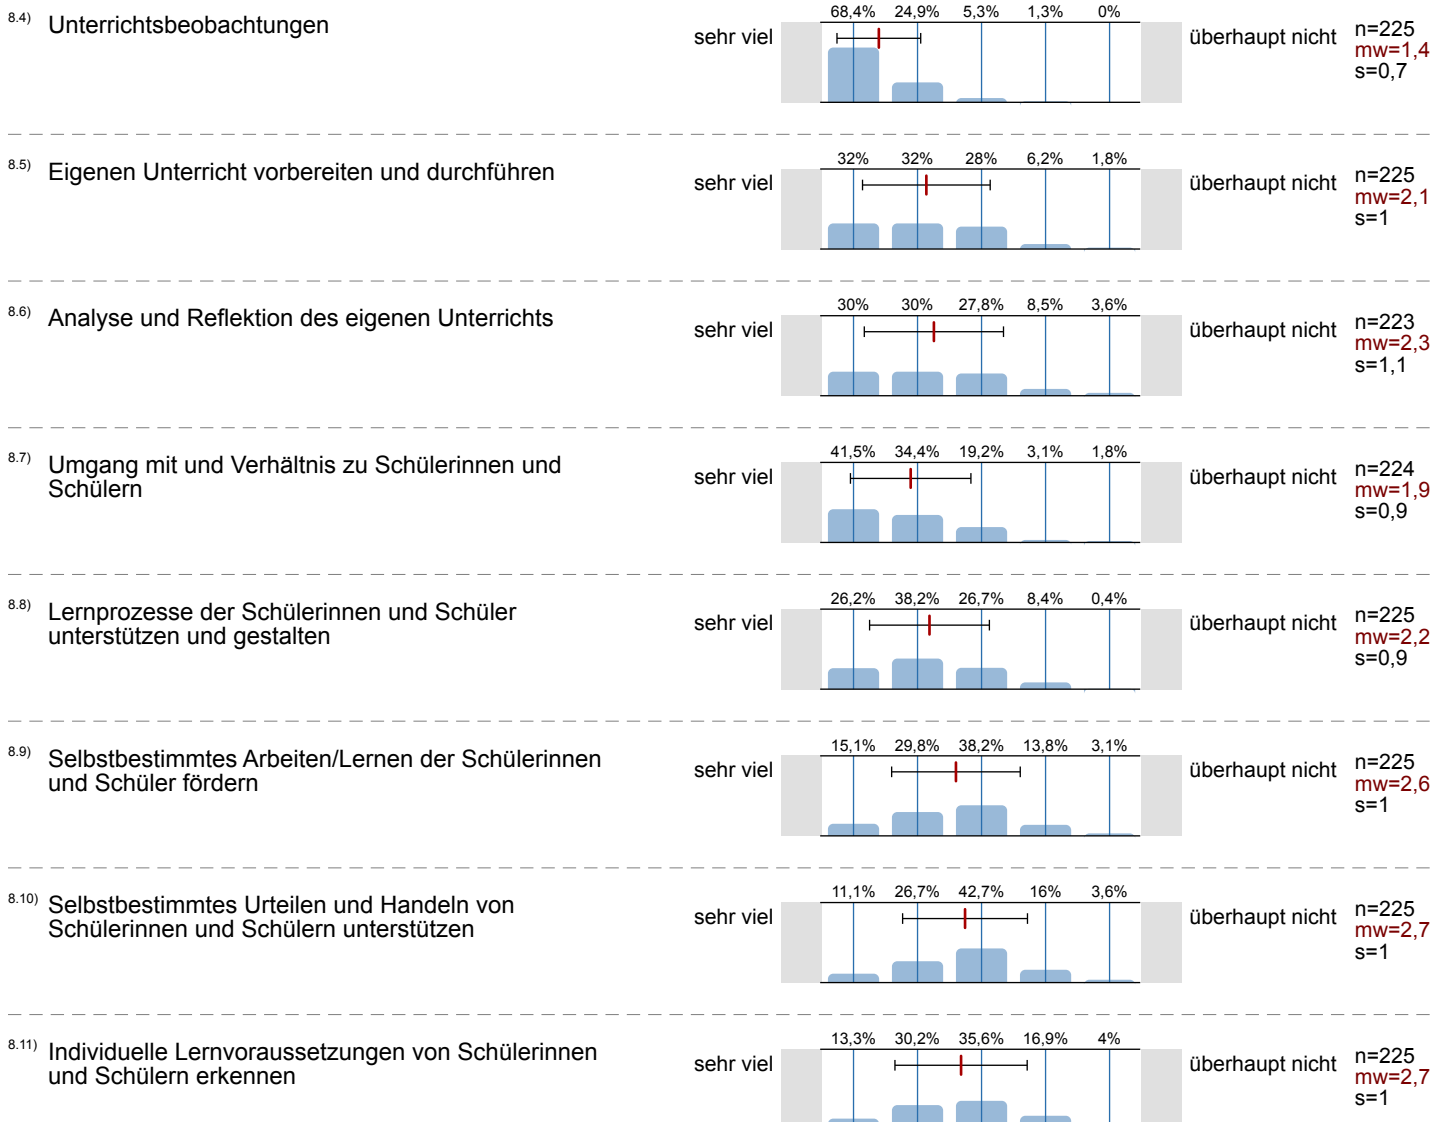 8.4) Unterrichtsbeobachtungen
68,4% 24,9% 5,3% 1,3% 0%
sehr viel überhaupt nicht
n=225
mw=1,4
s=0,7
8.5) Eigenen Unterricht vorbereiten und durchführen
32% 32% 28% 6,2% 1,8%
sehr viel überhaupt nicht
n=225
mw=2,1
s=1
8.6) Analyse und Reflektion des eigenen Unterrichts
30% 30% 27,8% 8,5% 3,6%
sehr viel überhaupt nicht
n=223
mw=2,3
s=1,1
8.7) Umgang mit und Verhältnis zu Schülerinnen und
Schülern
41,5% 34,4% 19,2% 3,1% 1,8%
sehr viel überhaupt nicht
n=224
mw=1,9
s=0,9
8.8) Lernprozesse der Schülerinnen und Schüler
unterstützen und gestalten
26,2% 38,2% 26,7% 8,4% 0,4%
sehr viel überhaupt nicht
n=225
mw=2,2
s=0,9
8.9) Selbstbestimmtes Arbeiten/Lernen der Schülerinnen
und Schüler fördern
15,1% 29,8% 38,2% 13,8% 3,1%
sehr viel überhaupt nicht
n=225
mw=2,6
s=1
8.10) Selbstbestimmtes Urteilen und Handeln von
Schülerinnen und Schülern unterstützen
11,1% 26,7% 42,7% 16% 3,6%
sehr viel überhaupt nicht
n=225
mw=2,7
s=1
8.11) Individuelle Lernvoraussetzungen von Schülerinnen
und Schülern erkennen
13,3% 30,2% 35,6% 16,9% 4%
sehr viel überhaupt nicht
n=225
mw=2,7
s=1